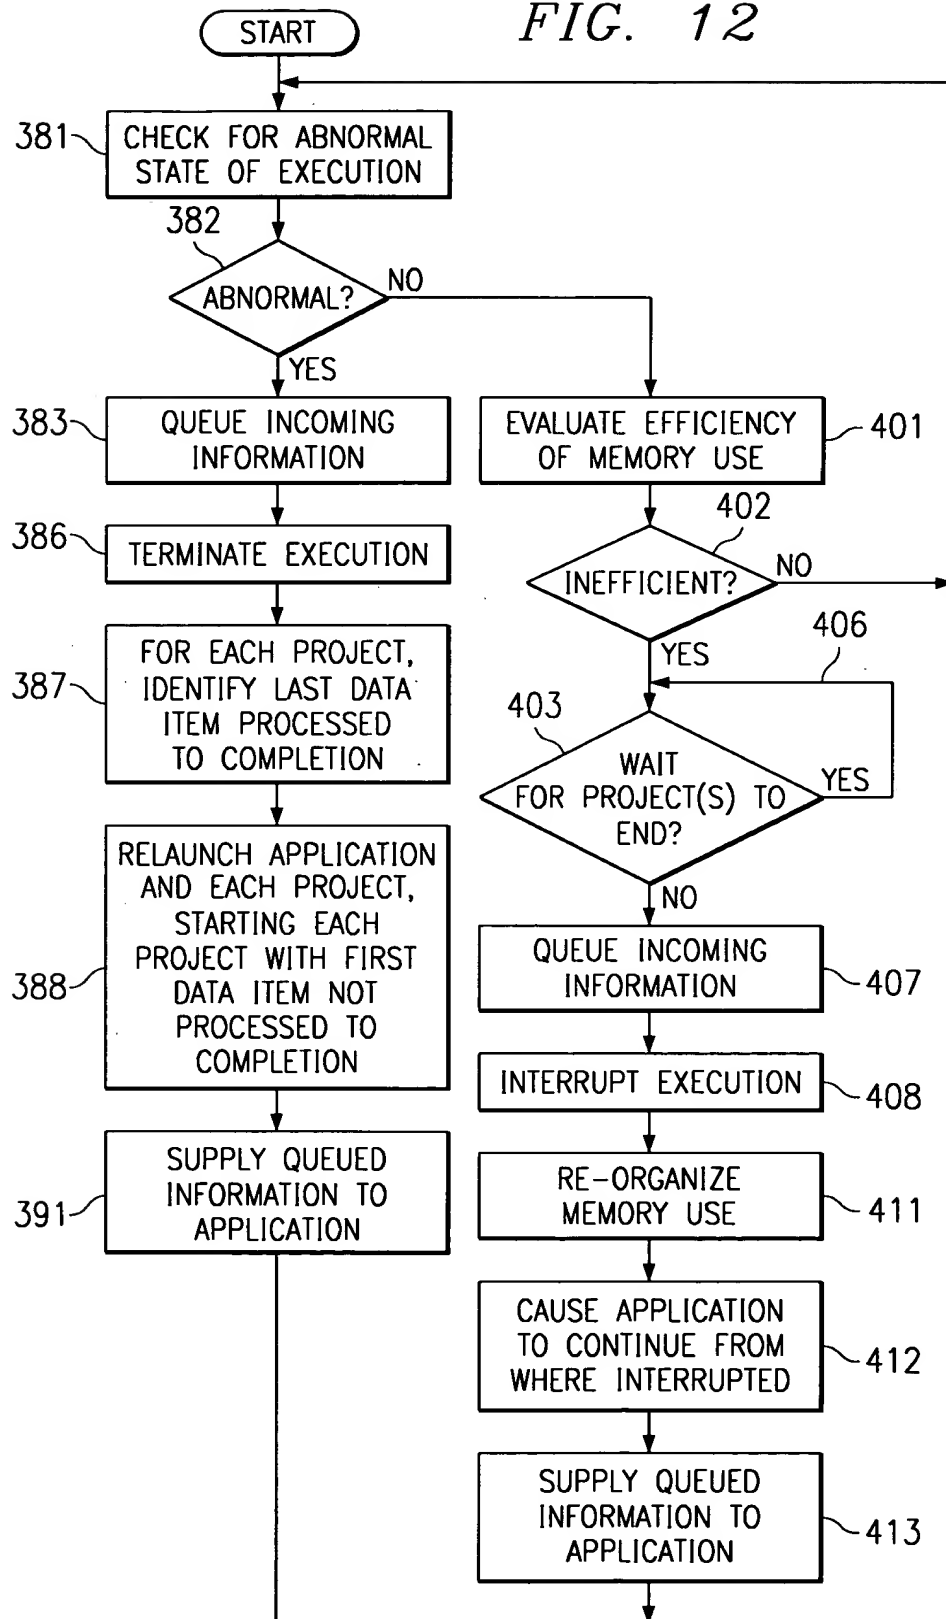 FIG. 12
START
381
CHECK FOR ABNORMAL
STATE OF EXECUTION
382
ABNORMAL?
NO
YES
383
QUEUE INCOMING
INFORMATION
386
TERMINATE EXECUTION
387
FOR EACH PROJECT,
IDENTIFY LAST DATA
ITEM PROCESSED
TO COMPLETION
388
RELAUNCH APPLICATION
AND EACH PROJECT,
STARTING EACH
PROJECT WITH FIRST
DATA ITEM NOT
PROCESSED TO
COMPLETION
391
SUPPLY QUEUED
INFORMATION TO
APPLICATION
EVALUATE EFFICIENCY
OF MEMORY USE
401
402
INEFFICIENT?
NO
YES
406
403
WAIT
FOR PROJECT(S) TO
END?
YES
NO
QUEUE INCOMING
INFORMATION
407
INTERRUPT EXECUTION
408
RE-ORGANIZE
MEMORY USE
411
CAUSE APPLICATION
TO CONTINUE FROM
WHERE INTERRUPTED
412
SUPPLY QUEUED
INFORMATION TO
APPLICATION
413